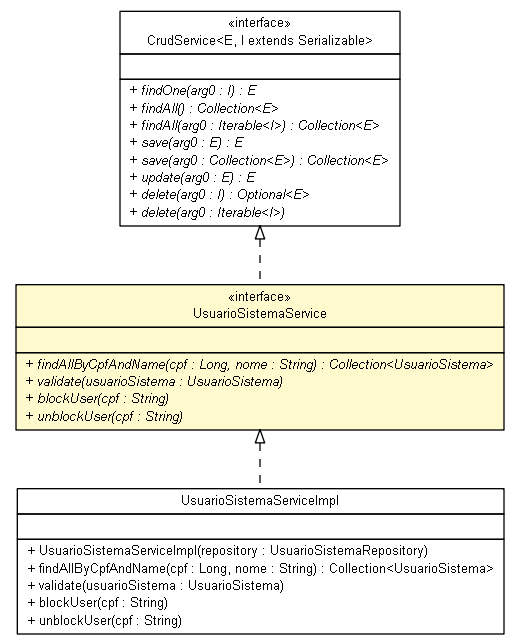 «interface»
CrudService<E, I extends Serializable>
+ findOne(arg0 : I) : E
+ findAll() : Collection<E>
+ findAll(arg0 : Iterable<I>) : Collection<E>
+ save(arg0 : E) : E
+ save(arg0 : Collection<E>) : Collection<E>
+ update(arg0 : E) : E
+ delete(arg0 : I) : Optional<E>
+ delete(arg0 : Iterable<I>)
«interface»
UsuarioSistemaService
+ findAllByCpfAndName(cpf : Long, nome : String) : Collection<UsuarioSistema>
+ validate(usuarioSistema : UsuarioSistema)
+ blockUser(cpf : String)
+ unblockUser(cpf : String)
UsuarioSistemaServiceImpl
+ UsuarioSistemaServiceImpl(repository : UsuarioSistemaRepository)
+ findAllByCpfAndName(cpf : Long, nome : String) : Collection<UsuarioSistema>
+ validate(usuarioSistema : UsuarioSistema)
+ blockUser(cpf : String)
+ unblockUser(cpf : String)